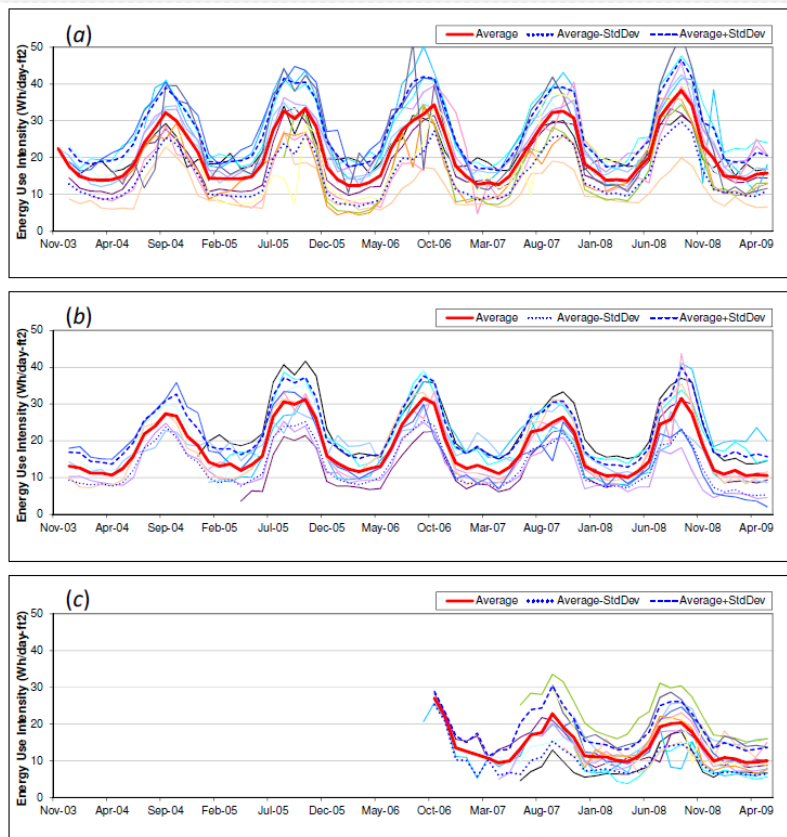 (a)
Average Average-StdDev Average+StdDev
Energy Use Intensity (Wh/day-ft2)
50
40
30
20
10
0
Nov-03 Apr-04 Sep-04 Feb-05 Jul-05 Dec-05 May-06 Oct-06 Mar-07 Aug-07 Jan-08 Jun-08 Nov-08 Apr-09
(b)
Average Average-StdDev Average+StdDev
Energy Use Intensity (Wh/day-ft2)
50
40
30
20
10
0
Nov-03 Apr-04 Sep-04 Feb-05 Jul-05 Dec-05 May-06 Oct-06 Mar-07 Aug-07 Jan-08 Jun-08 Nov-08 Apr-09
(c)
Average Average-StdDev Average+StdDev
Energy Use Intensity (Wh/day-ft2)
50
40
30
20
10
0
Nov-03 Apr-04 Sep-04 Feb-05 Jul-05 Dec-05 May-06 Oct-06 Mar-07 Aug-07 Jan-08 Jun-08 Nov-08 Apr-09